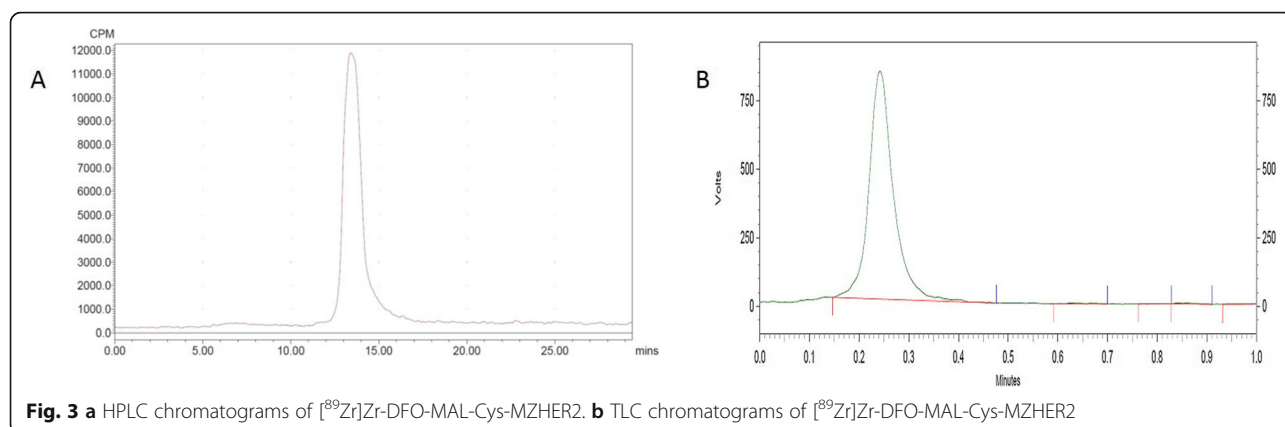 A
CPM
12000.0
11000.0
10000.0
9000.0
8000.0
7000.0
6000.0
5000.0
4000.0
3000.0
2000.0
1000.0
0.0
0.00 5.00 10.00 15.00 20.00 25.00 mins
B
Volts
750 750
500 500
250 250
0 0
0.0 0.1 0.2 0.3 0.4 0.5 0.6 0.7 0.8 0.9 1.0
Minutes
Fig. 3 a HPLC chromatograms of [⁸⁹Zr]Zr-DFO-MAL-Cys-MZHER2. b TLC chromatograms of [⁸⁹Zr]Zr-DFO-MAL-Cys-MZHER2